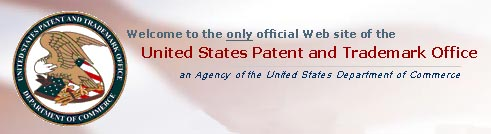 UNITED STATES PATENT AND TRADEMARK OFFICE
DEPARTMENT OF COMMERCE
Welcome to the only official Web site of the
United States Patent and Trademark Office
an Agency of the United States Department of Commerce